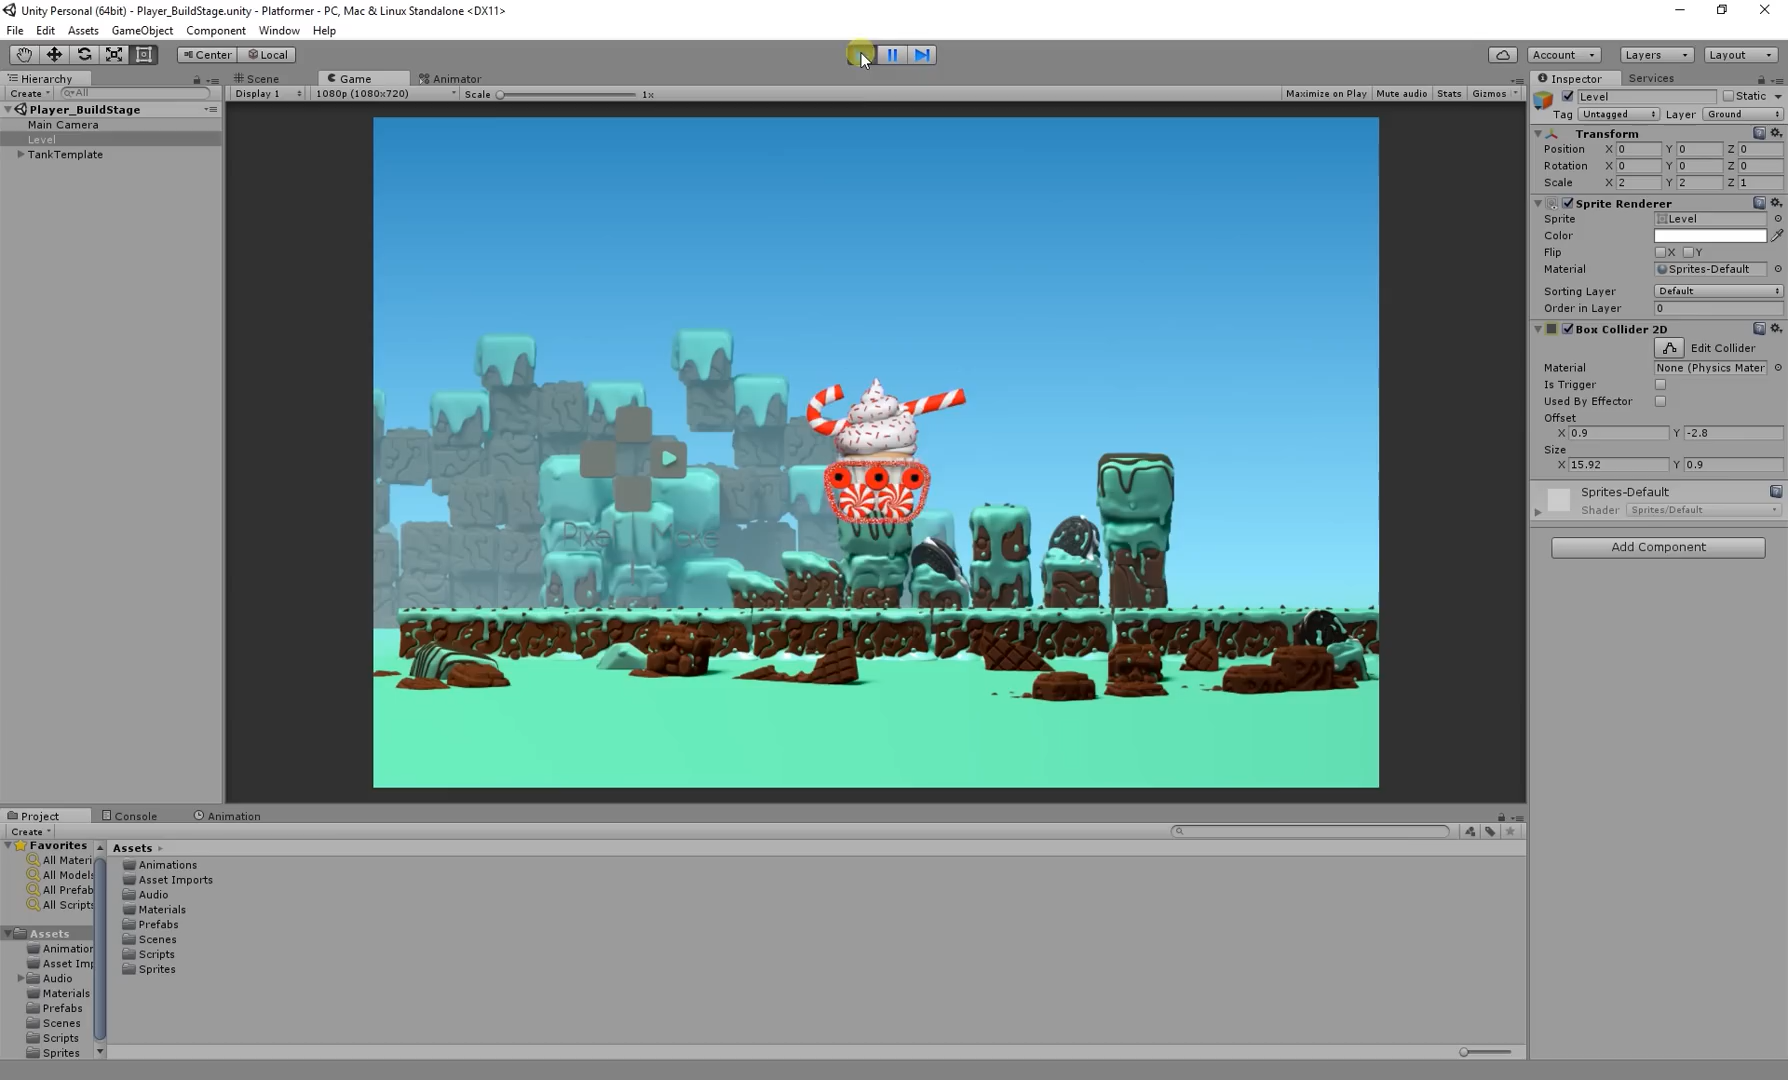 Unity Personal (64bit) - Player_BuildStage.unity - Platformer - PC, Mac & Linux Standalone <DX11>
File Edit Assets GameObject Component Window Help
Center Local Account Layers Layout
Hierarchy Scene Game Animator Inspector Services
Create All Display 1 1080p (1080x720) Scale 1x Maximize on Play Mute audio Stats Gizmos Level Static
Player_BuildStage
Main Camera
Level
TankTemplate
Tag Untagged Layer Ground
Transform
Position X 0 Y 0 Z 0
Rotation X 0 Y 0 Z 0
Scale X 2 Y 2 Z 1
Sprite Renderer
Sprite Level
Color
Flip X Y
Material Sprites-Default
Sorting Layer Default
Order in Layer 0
Box Collider 2D
Edit Collider
Material None (Physics Mater
Is Trigger
Used By Effector
Offset
X 0.9 Y -2.8
Size
X 15.92 Y 0.9
Sprites-Default
Shader Sprites/Default
Add Component
Project Console Animation
Create
Favorites
All Materi
All Models
All Prefab
All Scripts
Assets
Animation
Asset Imp
Audio
Materials
Prefabs
Scenes
Scripts
Sprites
Assets
Animations
Asset Imports
Audio
Materials
Prefabs
Scenes
Scripts
Sprites